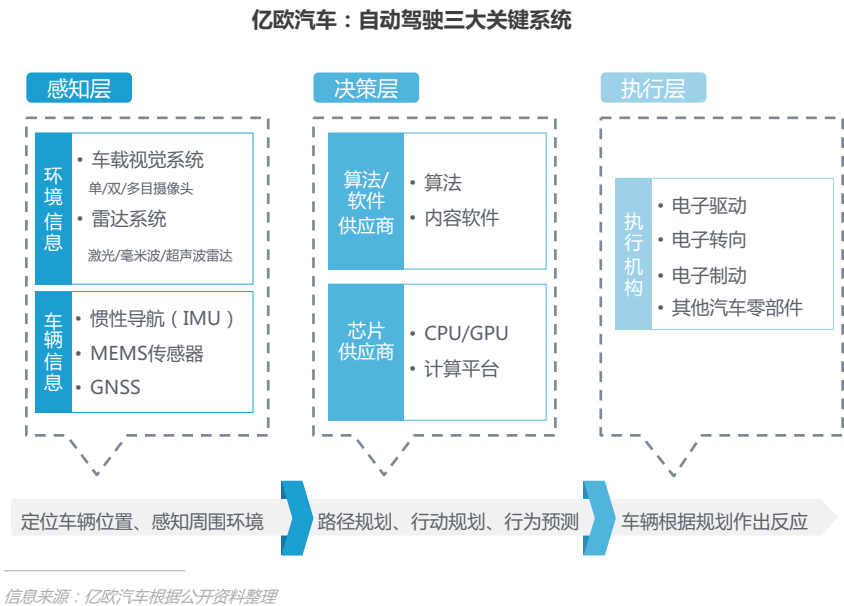 亿欧汽车：自动驾驶三大关键系统
感知层
环境信息
• 车载视觉系统
单/双/多目摄像头
• 雷达系统
激光/毫米波/超声波雷达
车辆信息
• 惯性导航（IMU）
• MEMS传感器
• GNSS
决策层
算法/
软件
供应商
• 算法
• 内容软件
芯片
供应商
• CPU/GPU
• 计算平台
执行层
执行机构
• 电子驱动
• 电子转向
• 电子制动
• 其他汽车零部件
定位车辆位置、感知周围环境
路径规划、行动规划、行为预测
车辆根据规划作出反应
信息来源：亿欧汽车根据公开资料整理